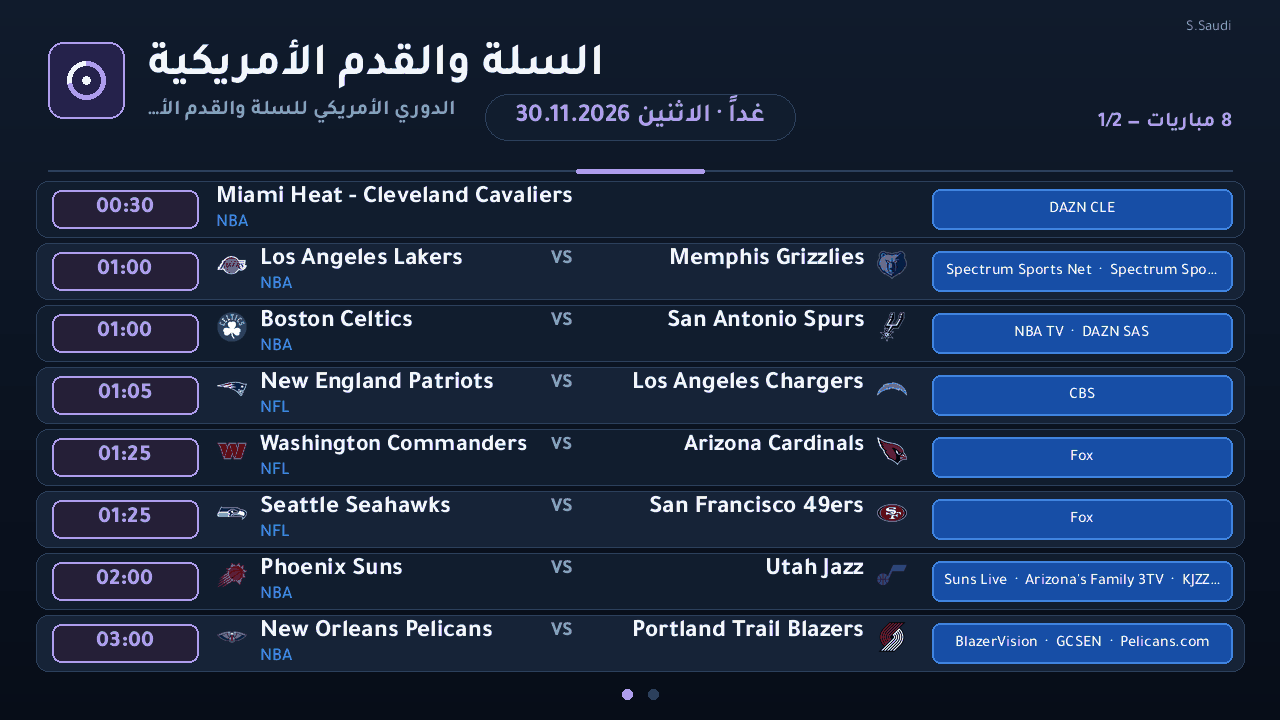 S.Saudi
السلة والقدم الأمريكية
الدوري الأمريكي للسلة والقدم الأ...
غداً · الاثنين 30.11.2026
8 مباريات – 1/2
00:30 Miami Heat - Cleveland Cavaliers DAZN CLE
NBA
01:00 Los Angeles Lakers VS Memphis Grizzlies Spectrum Sports Net · Spectrum Spo...
NBA
01:00 Boston Celtics VS San Antonio Spurs NBA TV · DAZN SAS
NBA
01:05 New England Patriots VS Los Angeles Chargers CBS
NFL
01:25 Washington Commanders VS Arizona Cardinals Fox
NFL
01:25 Seattle Seahawks VS San Francisco 49ers Fox
NFL
02:00 Phoenix Suns VS Utah Jazz Suns Live · Arizona's Family 3TV · KJZZ...
NBA
03:00 New Orleans Pelicans VS Portland Trail Blazers BlazerVision · GCSEN · Pelicans.com
NBA